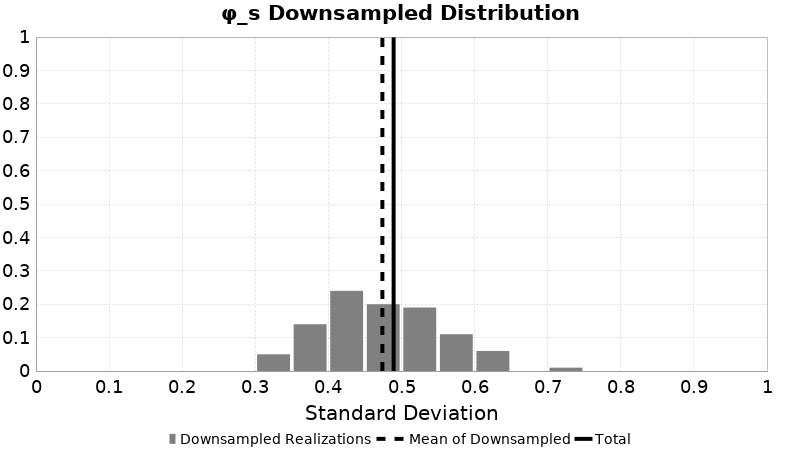 φ_s Downsampled Distribution
1
0.9
0.8
0.7
0.6
0.5
0.4
0.3
0.2
0.1
0
0 0.1 0.2 0.3 0.4 0.5 0.6 0.7 0.8 0.9 1
Standard Deviation
Downsampled Realizations Mean of Downsampled Total